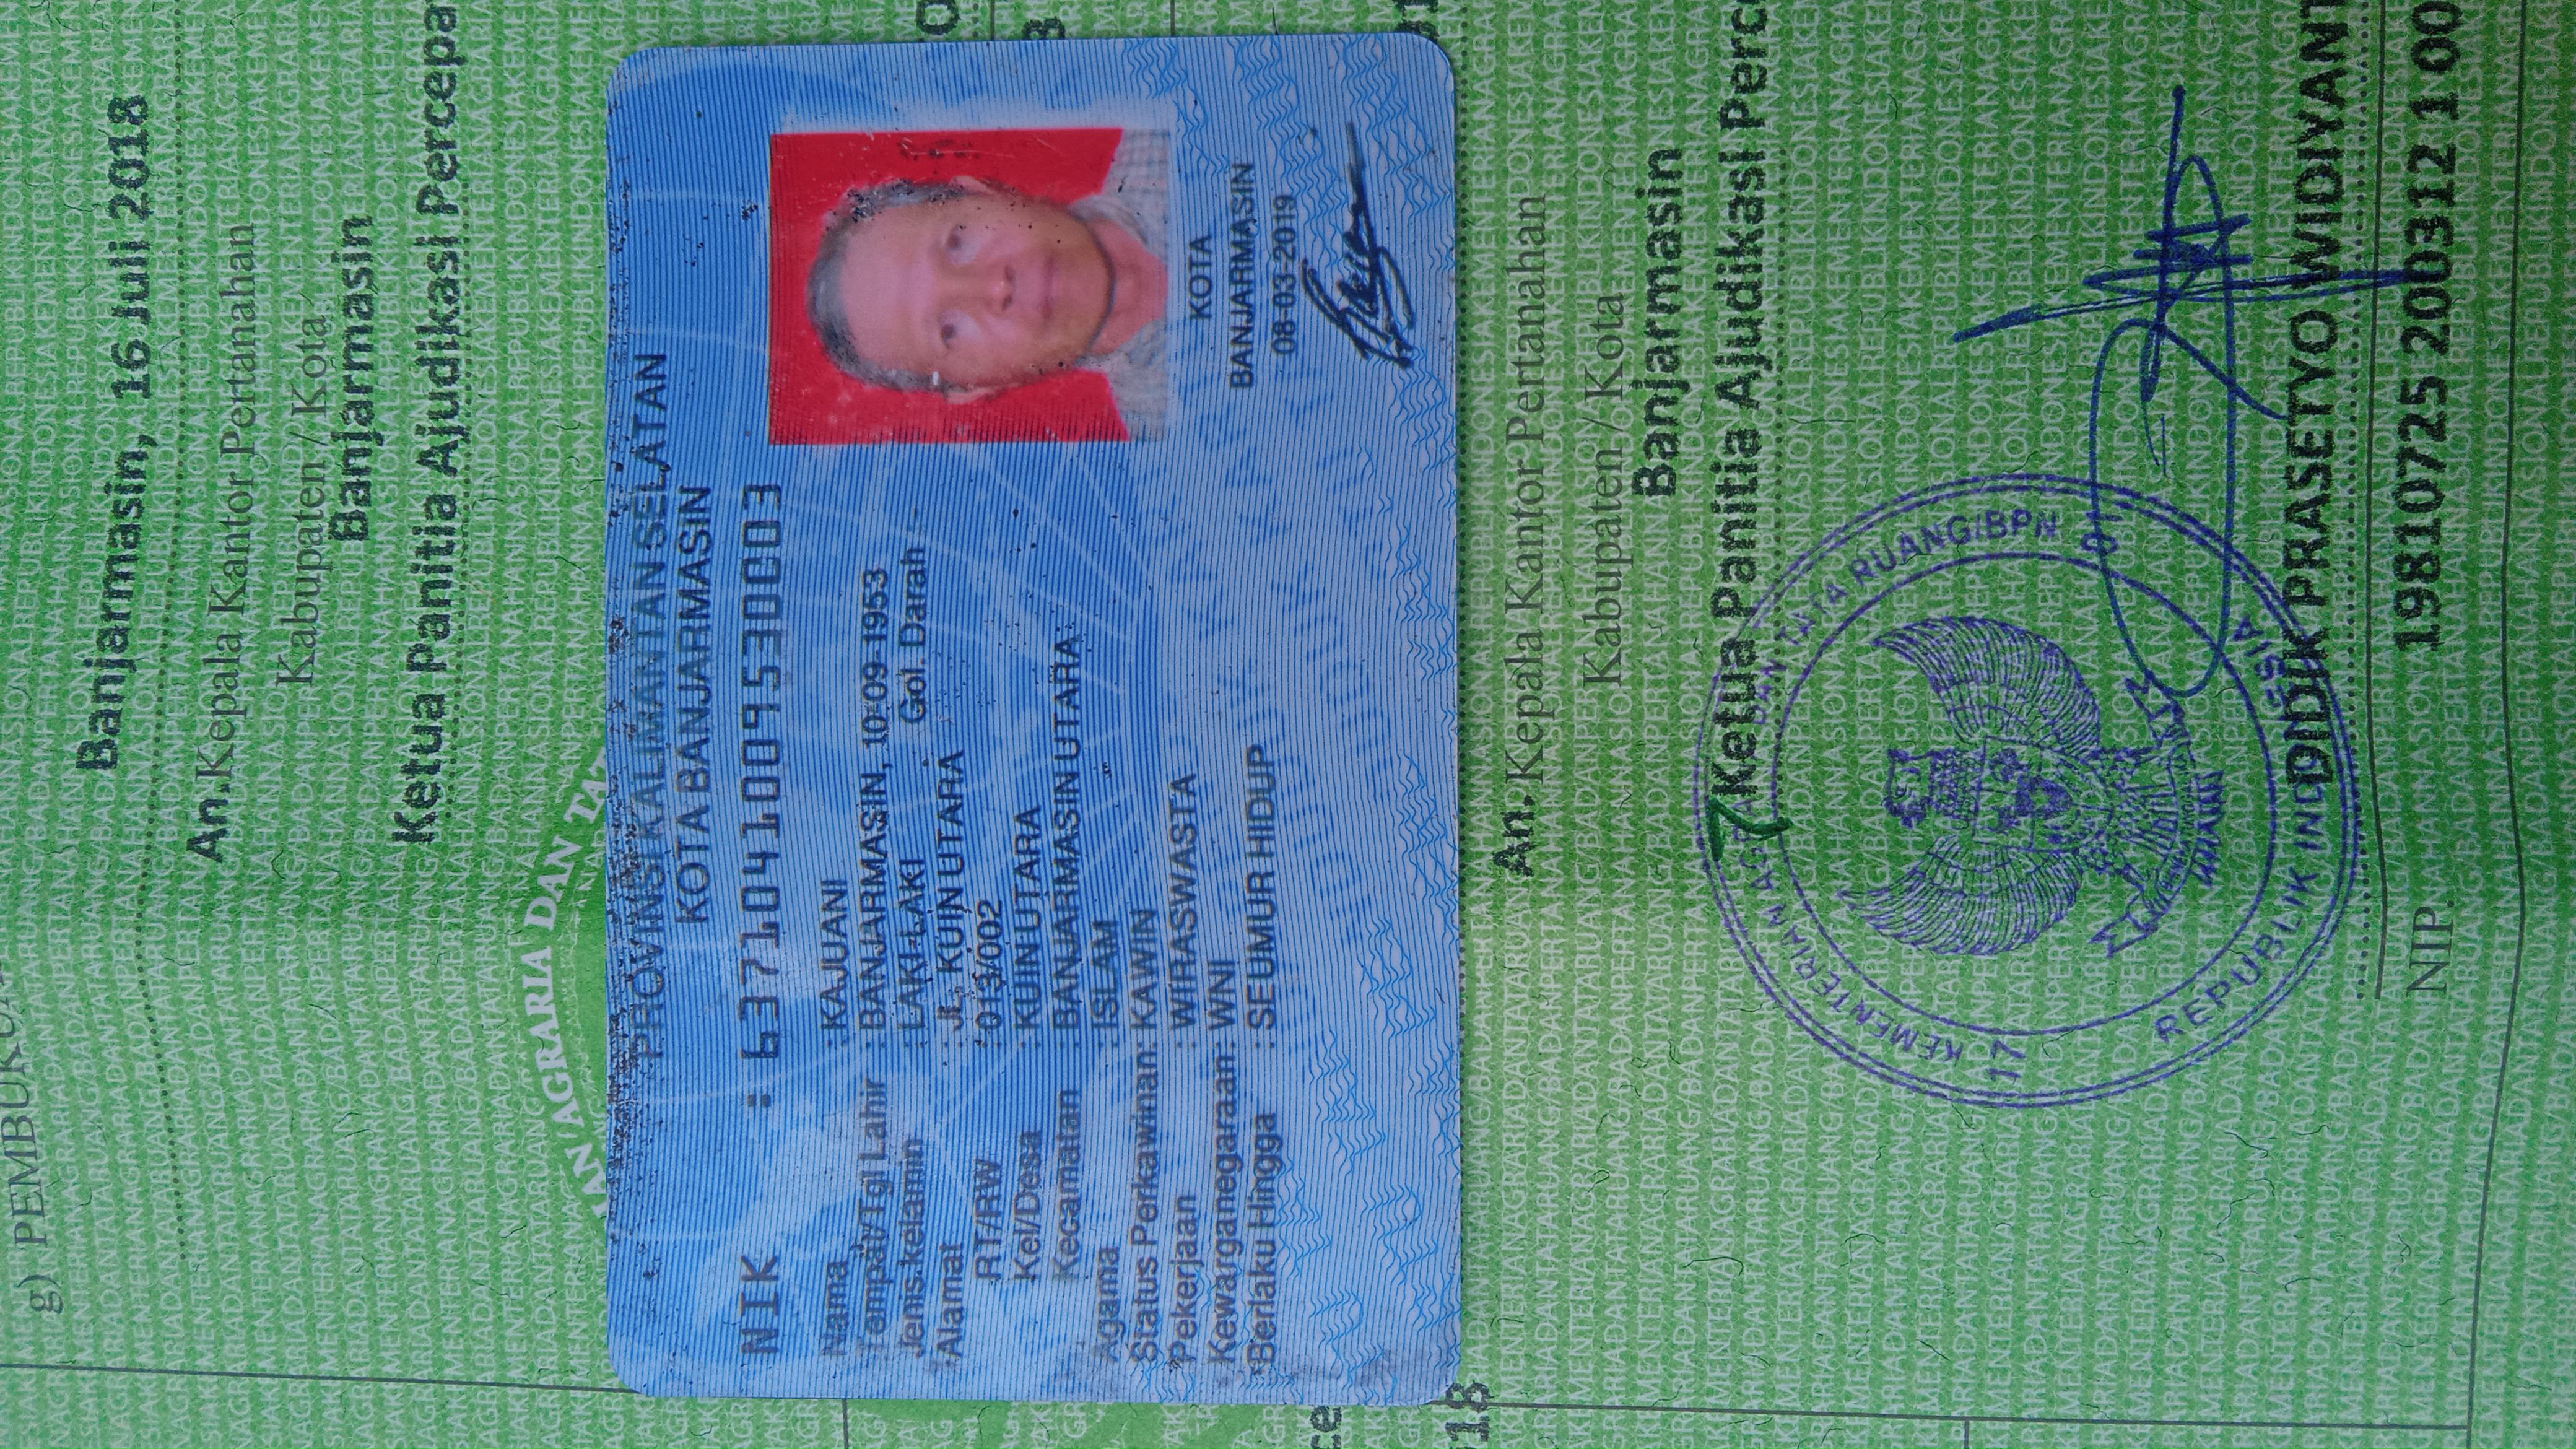 g) PEMBUKUA
Banjarmasin, 16 Juli 2018
An. Kepala Kantor Pertanahan
Kabupaten / Kota
Banjarmasin
Ketua Panitia Ajudikasi Percepa
AN AGRARIA DAN TAT
PROVINSI KALIMANTAN SELATAN
KOTA BANJARMASIN
NIK : 6371041009530003
Nama : KAJUANI
Tempat/Tgl Lahir : BANJARMASIN, 10-09-1953
Jenis kelamin : LAKI-LAKI Gol. Darah -
Alamat : JL. KUIN UTARA
RT/RW : 013/002
Kel/Desa : KUIN UTARA
Kecamatan : BANJARMASIN UTARA
Agama : ISLAM
Status Perkawinan: KAWIN
Pekerjaan : WIRASWASTA
Kewarganegaraan: WNI
Berlaku Hingga : SEUMUR HIDUP
KOTA
BANJARMASIN
08-03-2019
An. Kepala Kantor Pertanahan
Kabupaten / Kota
Banjarmasin
Ketua Panitia Ajudikasi Perce
KEMENTERIAN AGRARIA DAN TATA RUANG/BPN
REPUBLIK INDONESIA
17
DIDIK PRASETYO WIDIYANT
NIP. 19810725 200312 1 00